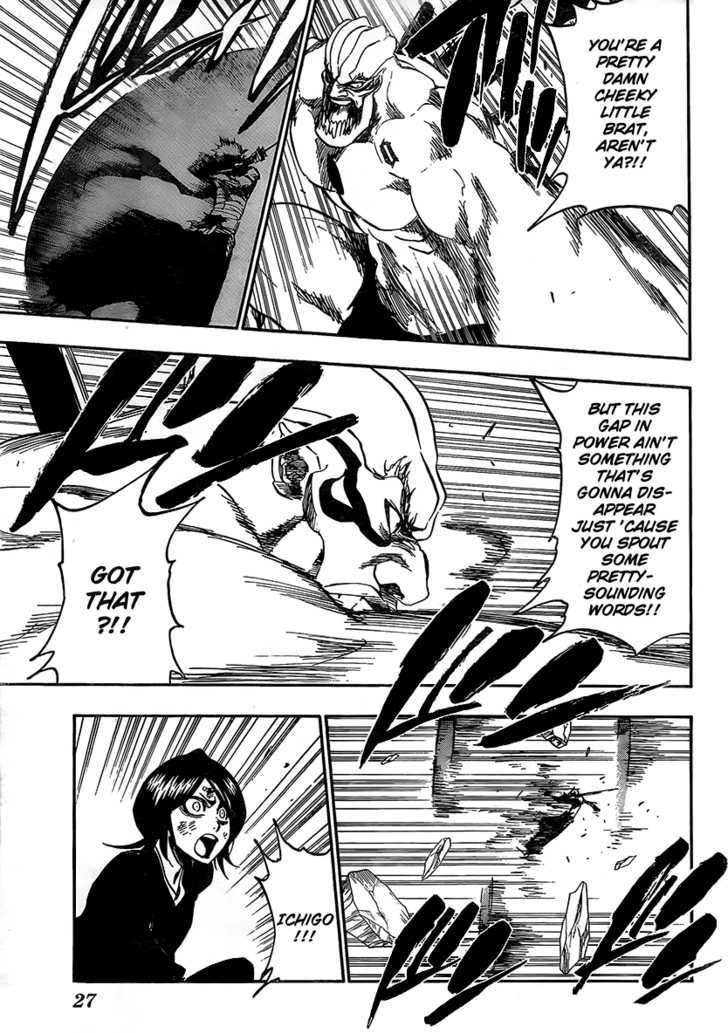 YOU'RE A
PRETTY
DAMN
CHEEKY
LITTLE
BRAT,
AREN'T
YA?!!
BUT THIS
GAP IN
POWER AIN'T
SOMETHING
THAT'S
GONNA DIS-
APPEAR
JUST 'CAUSE
YOU SPOUT
SOME
PRETTY-
SOUNDING
WORDS!!
GOT
THAT
?!!
ICHIGO
!!!
27